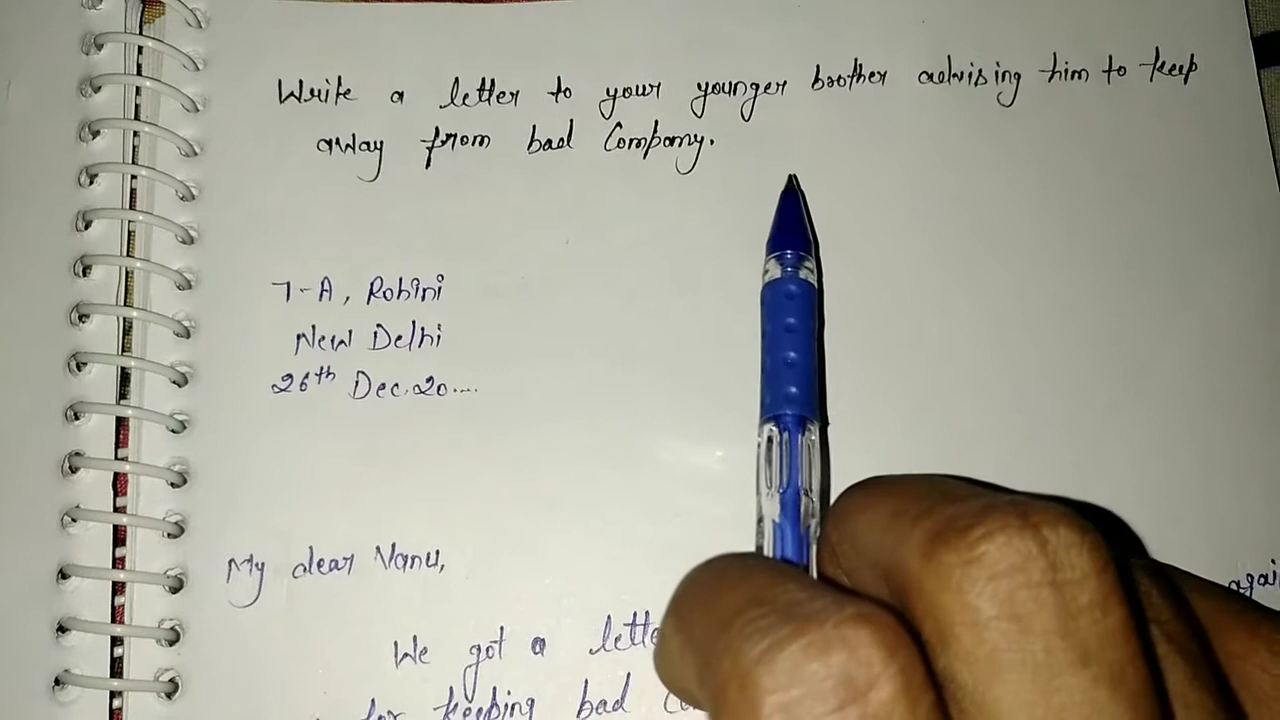 Write a letter to your younger brother advising him to keep
away from bad Company.
7-A, Rohini
New Delhi
26th Dec. 20....
My dear Nanu,
We got a
for keeping bad